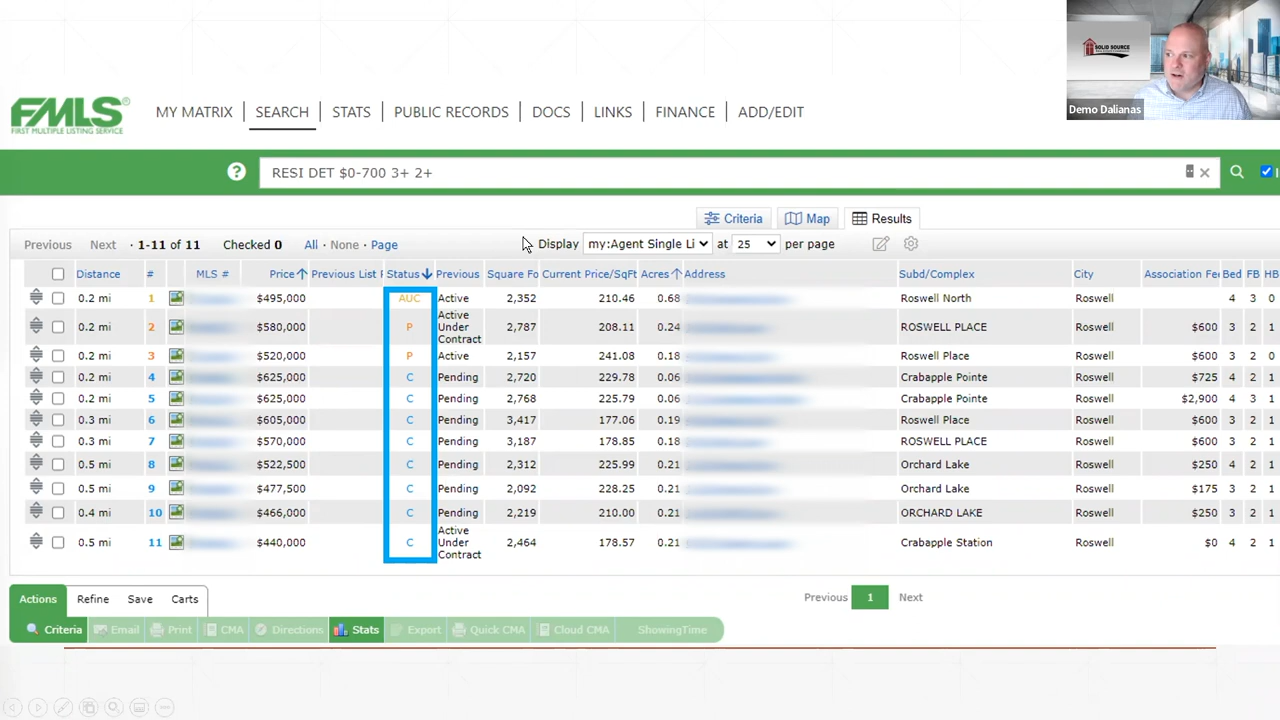 SOLID SOURCE
Demo Dalianas
FMLS®
FIRST MULTIPLE LISTING SERVICE
MY MATRIX SEARCH STATS PUBLIC RECORDS DOCS LINKS FINANCE ADD/EDIT
? RESI DET $0-700 3+ 2+
Criteria Map Results
Previous Next · 1-11 of 11 Checked 0 All · None · Page Display my:Agent Single Li at 25 per page
Distance # MLS # Price Previous List Status Previous Square Fo Current Price/SqFt Acres Address Subd/Complex City Association Fe Bed FB HB
0.2 mi 1 $495,000 AUC Active 2,352 210.46 0.68 Roswell North Roswell 4 3 0
0.2 mi 2 $580,000 P Active Under Contract 2,787 208.11 0.24 ROSWELL PLACE Roswell $600 3 2 1
0.2 mi 3 $520,000 P Active 2,157 241.08 0.18 Roswell Place Roswell $600 3 2 0
0.2 mi 4 $625,000 C Pending 2,720 229.78 0.06 Crabapple Pointe Roswell $725 4 2 1
0.2 mi 5 $625,000 C Pending 2,768 225.79 0.06 Crabapple Pointe Roswell $2,900 4 3 1
0.3 mi 6 $605,000 C Pending 3,417 177.06 0.19 Roswell Place Roswell $600 3 2 1
0.3 mi 7 $570,000 C Pending 3,187 178.85 0.18 ROSWELL PLACE Roswell $600 3 2 1
0.5 mi 8 $522,500 C Pending 2,312 225.99 0.21 Orchard Lake Roswell $250 4 2 1
0.5 mi 9 $477,500 C Pending 2,092 228.25 0.21 Orchard Lake Roswell $175 3 2 1
0.4 mi 10 $466,000 C Pending 2,219 210.00 0.21 ORCHARD LAKE Roswell $250 3 2 1
0.5 mi 11 $440,000 C Active Under Contract 2,464 178.57 0.21 Crabapple Station Roswell $0 4 2 1
Actions Refine Save Carts Previous 1 Next
Criteria Email Print CMA Directions Stats Export Quick CMA Cloud CMA ShowingTime